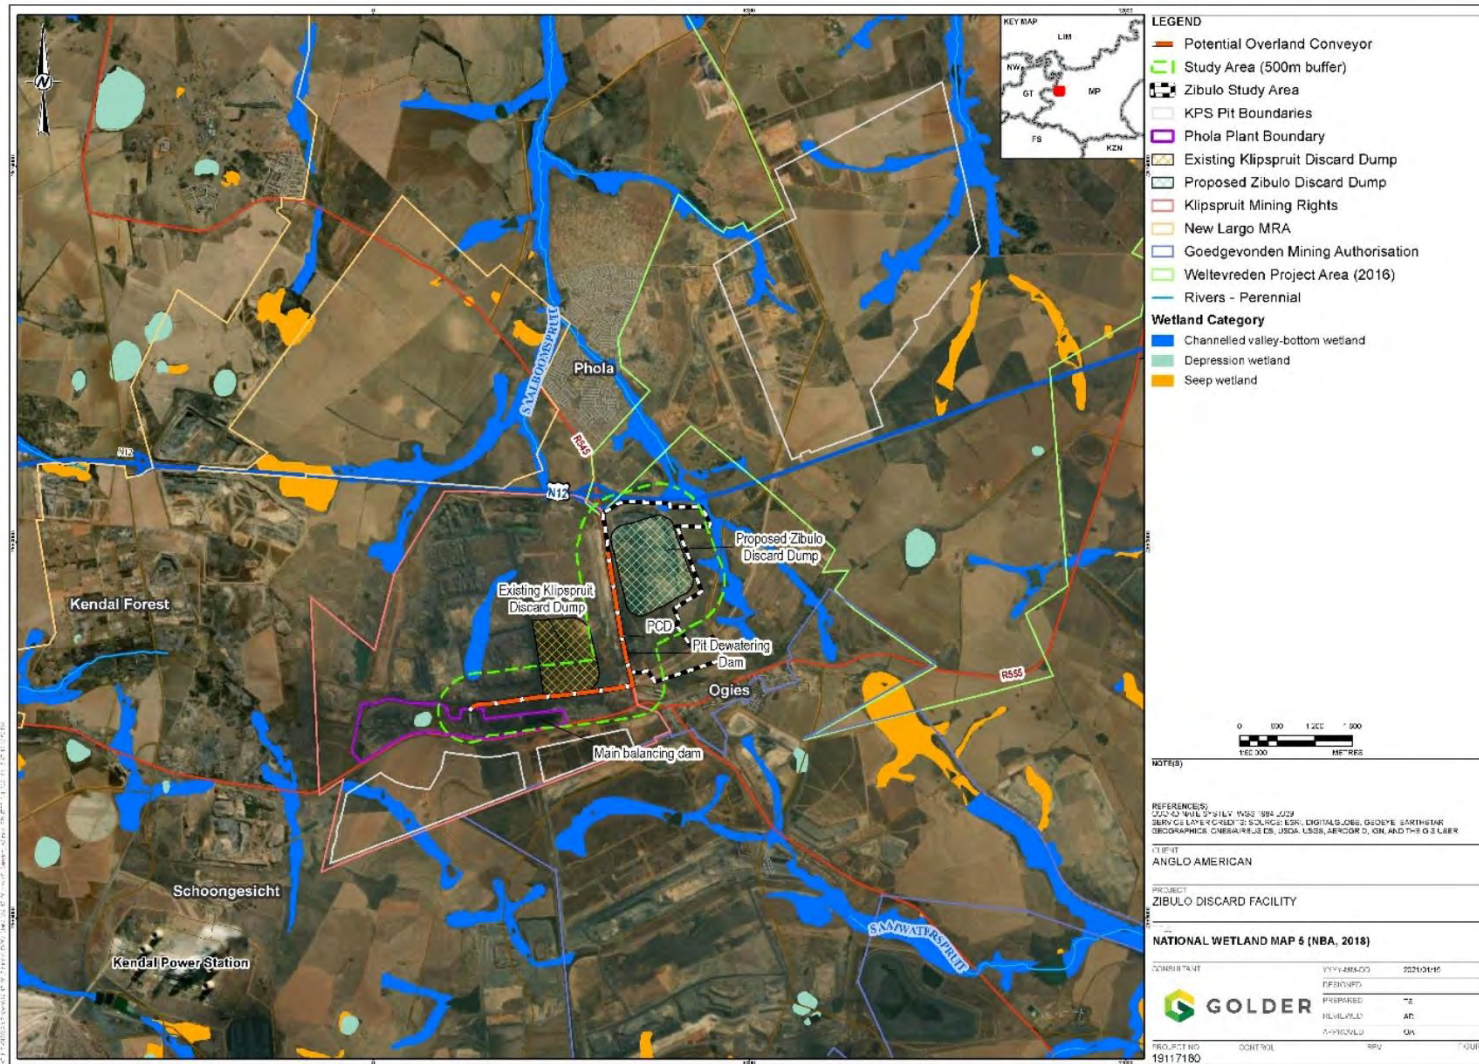 KEY MAP
LIM
NW
GT
MP
FS
KZN
N12
SAALBOOMSPRUIT
Phola
R545
N12
Proposed Zibulo
Discard Dump
Existing Klipspruit
Discard Dump
Kendal Forest
PCD
Pit Dewatering
Dam
R555
Ogies
Main balancing dam
Schoongesicht
SAAIWATERSPRUIT
Kendal Power Station
LEGEND
Potential Overland Conveyor
Study Area (500m buffer)
Zibulo Study Area
KPS Pit Boundaries
Phola Plant Boundary
Existing Klipspruit Discard Dump
Proposed Zibulo Discard Dump
Klipspruit Mining Rights
New Largo MRA
Goedgevonden Mining Authorisation
Weltevreden Project Area (2016)
Rivers - Perennial
Wetland Category
Channelled valley-bottom wetland
Depression wetland
Seep wetland
METRES
NOTE(S)
REFERENCE(S)
CLIENT
ANGLO AMERICAN
PROJECT
ZIBULO DISCARD FACILITY
NATIONAL WETLAND MAP 5 (NBA, 2018)
CONSULTANT
YYYY-MM-DD
DESIGNED
PREPARED
REVIEWED
APPROVED
GOLDER
PROJECT NO
CONTROL
REV
19117180